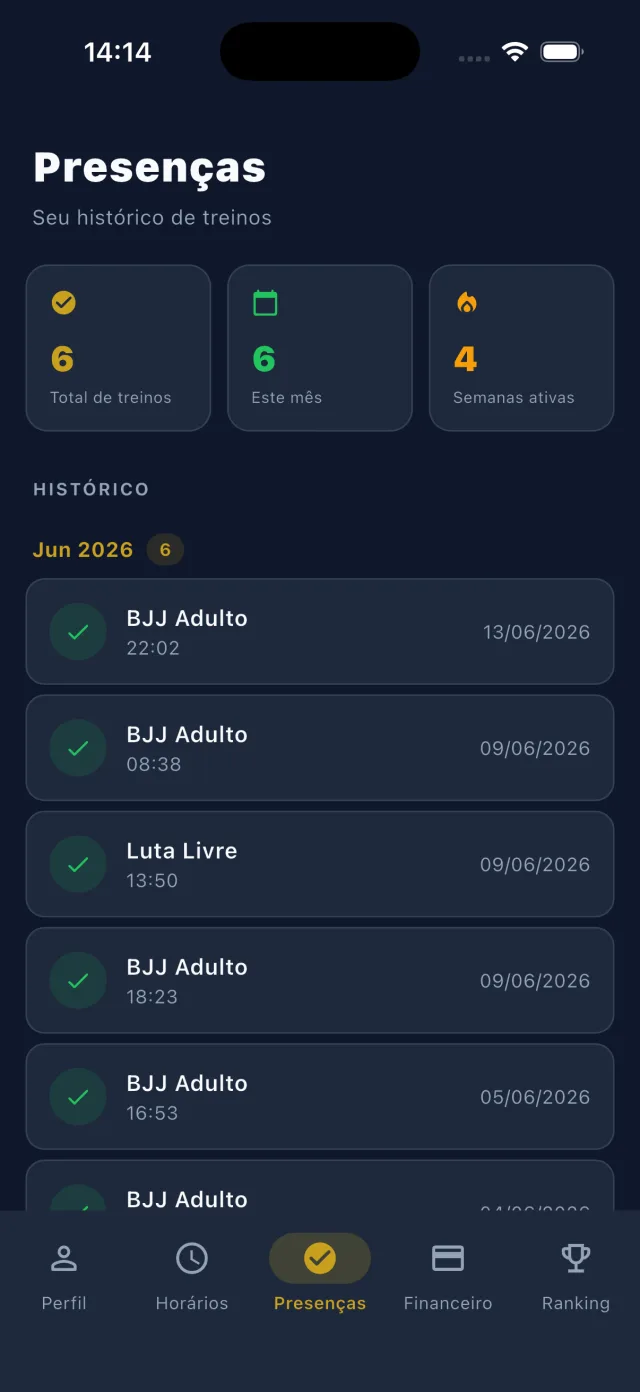 14:14
Presenças
Seu histórico de treinos
6
Total de treinos
6
Este mês
4
Semanas ativas
HISTÓRICO
Jun 2026 6
BJJ Adulto
22:02
13/06/2026
BJJ Adulto
08:38
09/06/2026
Luta Livre
13:50
09/06/2026
BJJ Adulto
18:23
09/06/2026
BJJ Adulto
16:53
05/06/2026
BJJ Adulto
Perfil
Horários
Presenças
Financeiro
Ranking